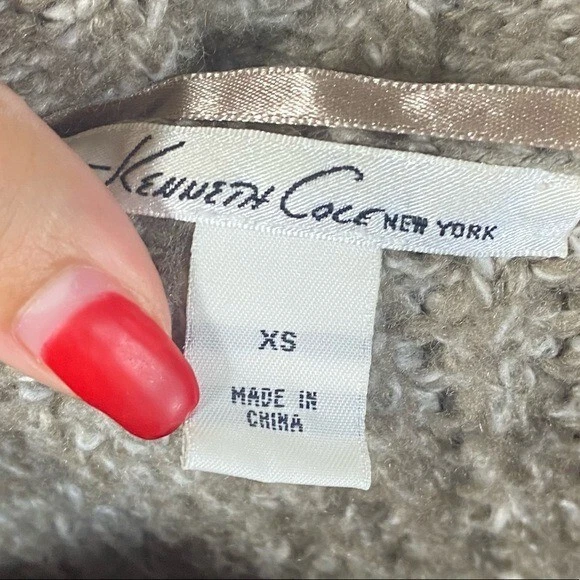 Kenneth Cole NEW YORK
XS
MADE IN
CHINA